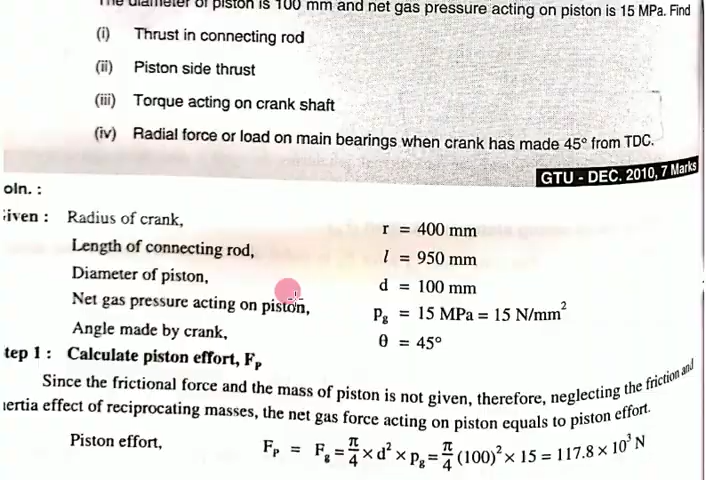 The diameter of piston is 100 mm and net gas pressure acting on piston is 15 MPa. Find
(i) Thrust in connecting rod
(ii) Piston side thrust
(iii) Torque acting on crank shaft
(iv) Radial force or load on main bearings when crank has made 45° from TDC.
GTU - DEC. 2010, 7 Marks
oln. :
iven : Radius of crank, r = 400 mm
Length of connecting rod, l = 950 mm
Diameter of piston, d = 100 mm
Net gas pressure acting on piston, pg = 15 MPa = 15 N/mm²
Angle made by crank, θ = 45°
tep 1 : Calculate piston effort, FP
Since the frictional force and the mass of piston is not given, therefore, neglecting the friction and
nertia effect of reciprocating masses, the net gas force acting on piston equals to piston effort.
Piston effort, FP = Fg = π/4 × d² × pg = π/4 (100)² × 15 = 117.8 × 10³ N